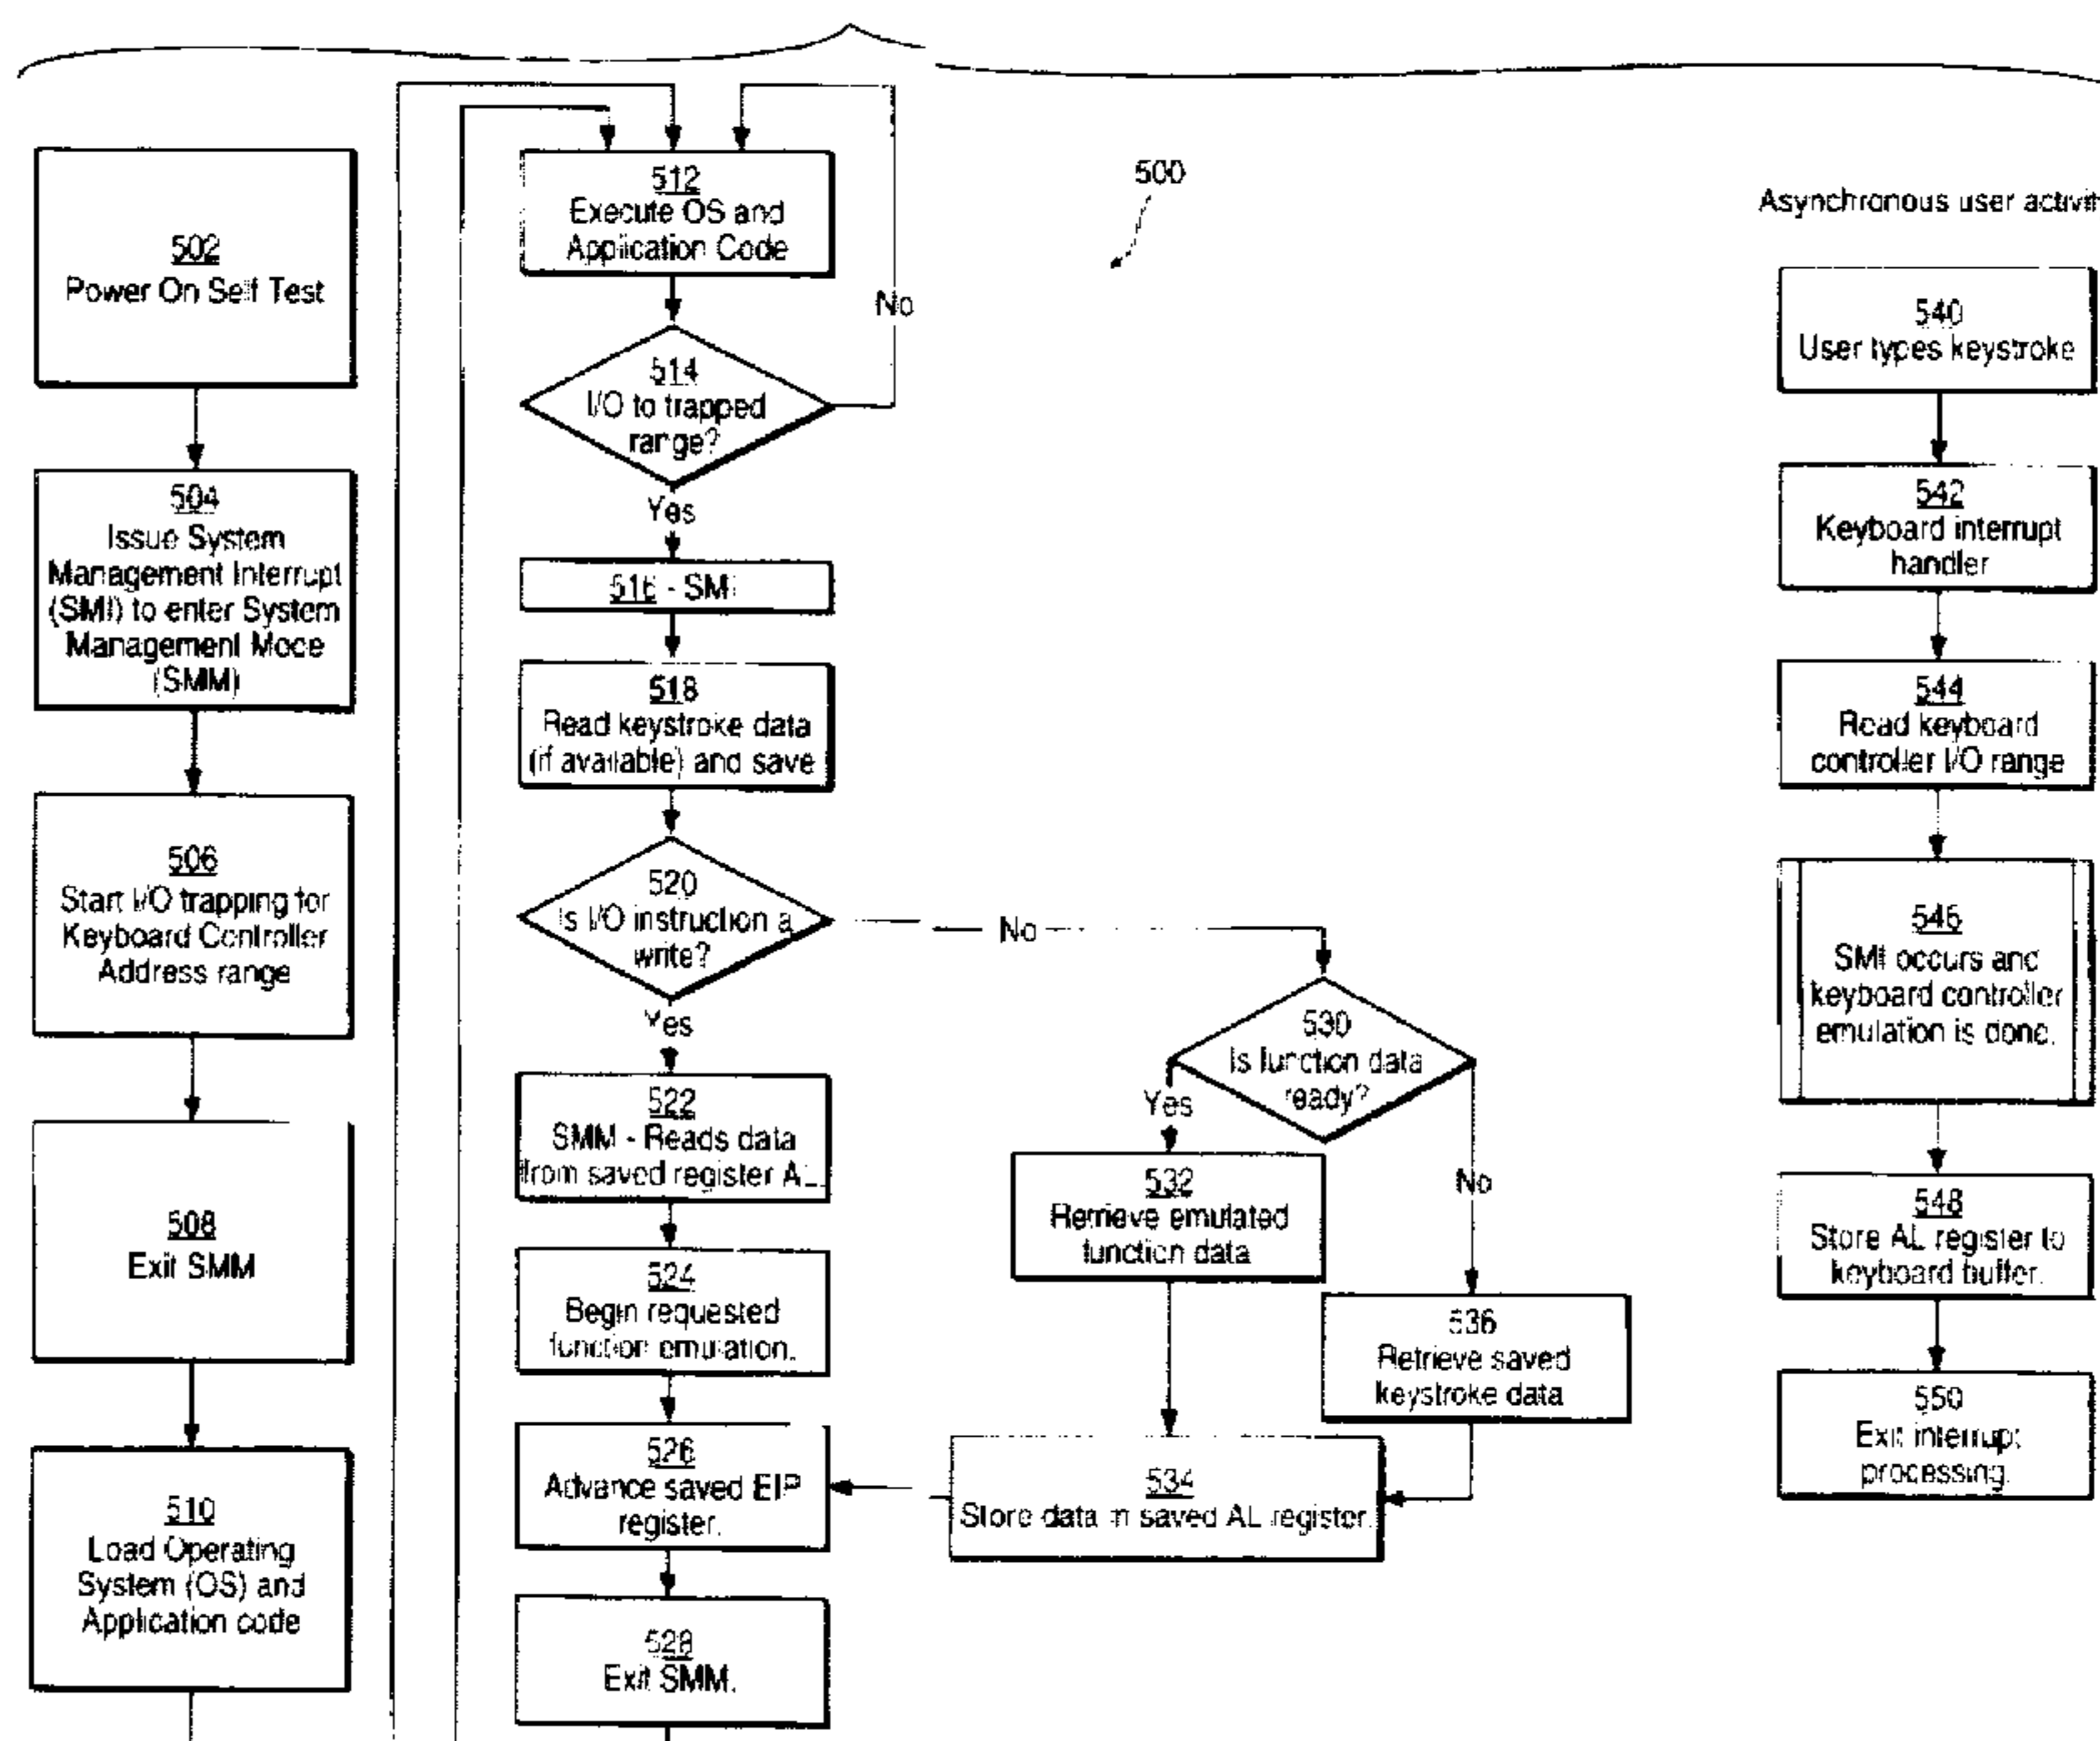 502
Power On Self Test
504
Issue System
Management Interrupt
(SMI) to enter System
Management Mode
(SMM)
506
Start I/O trapping for
Keyboard Controller
Address range
508
Exit SMM
510
Load Operating
System (OS) and
Application code
512
Execute OS and
Application Code
No
514
I/O to trapped
range?
Yes
516 - SMI
518
Read keystroke data
(if available) and save
520
Is I/O instruction a
write?
No
Yes
522
SMM - Reads data
from saved register AL.
524
Begin requested
function emulation.
526
Advance saved EIP
register.
528
Exit SMM.
500
530
Is function data
ready?
Yes
No
532
Retrieve emulated
function data
536
Retrieve saved
keystroke data
534
Store data in saved AL register.
Asynchronous user
540
User types keystroke
542
Keyboard interrupt
handler
544
Read keyboard
controller I/O range
546
SMI occurs and
keyboard controller
emulation is done.
548
Store AL register to
keyboard buffer.
550
Exit interrupt
processing.